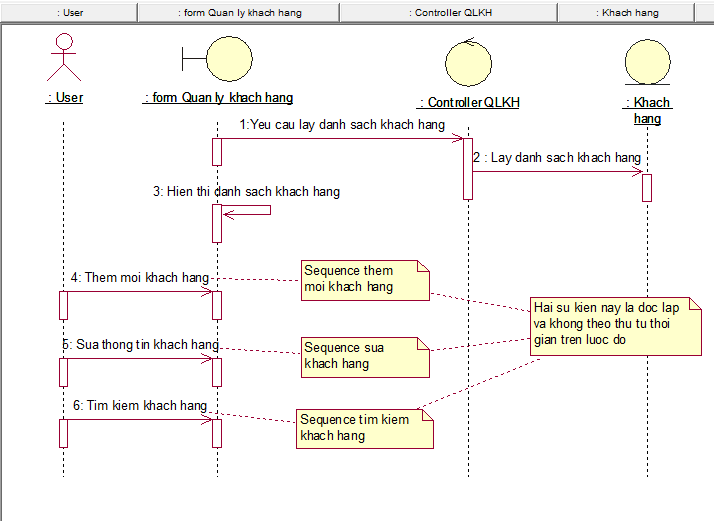 : User
: form Quan ly khach hang
: Controller QLKH
: Khach hang
: User
: form Quan ly khach hang
: Controller QLKH
: Khach
hang
1:Yeu cau lay danh sach khach hang
2 : Lay danh sach khach hang
3: Hien thi danh sach khach hang
4: Them moi khach hang
Sequence them
moi khach hang
Hai su kien nay la doc lap
va khong theo thu tu thoi
gian tren luoc do
5: Sua thong tin khach hang
Sequence sua
khach hang
6: Tim kiem khach hang
Sequence tim kiem
khach hang